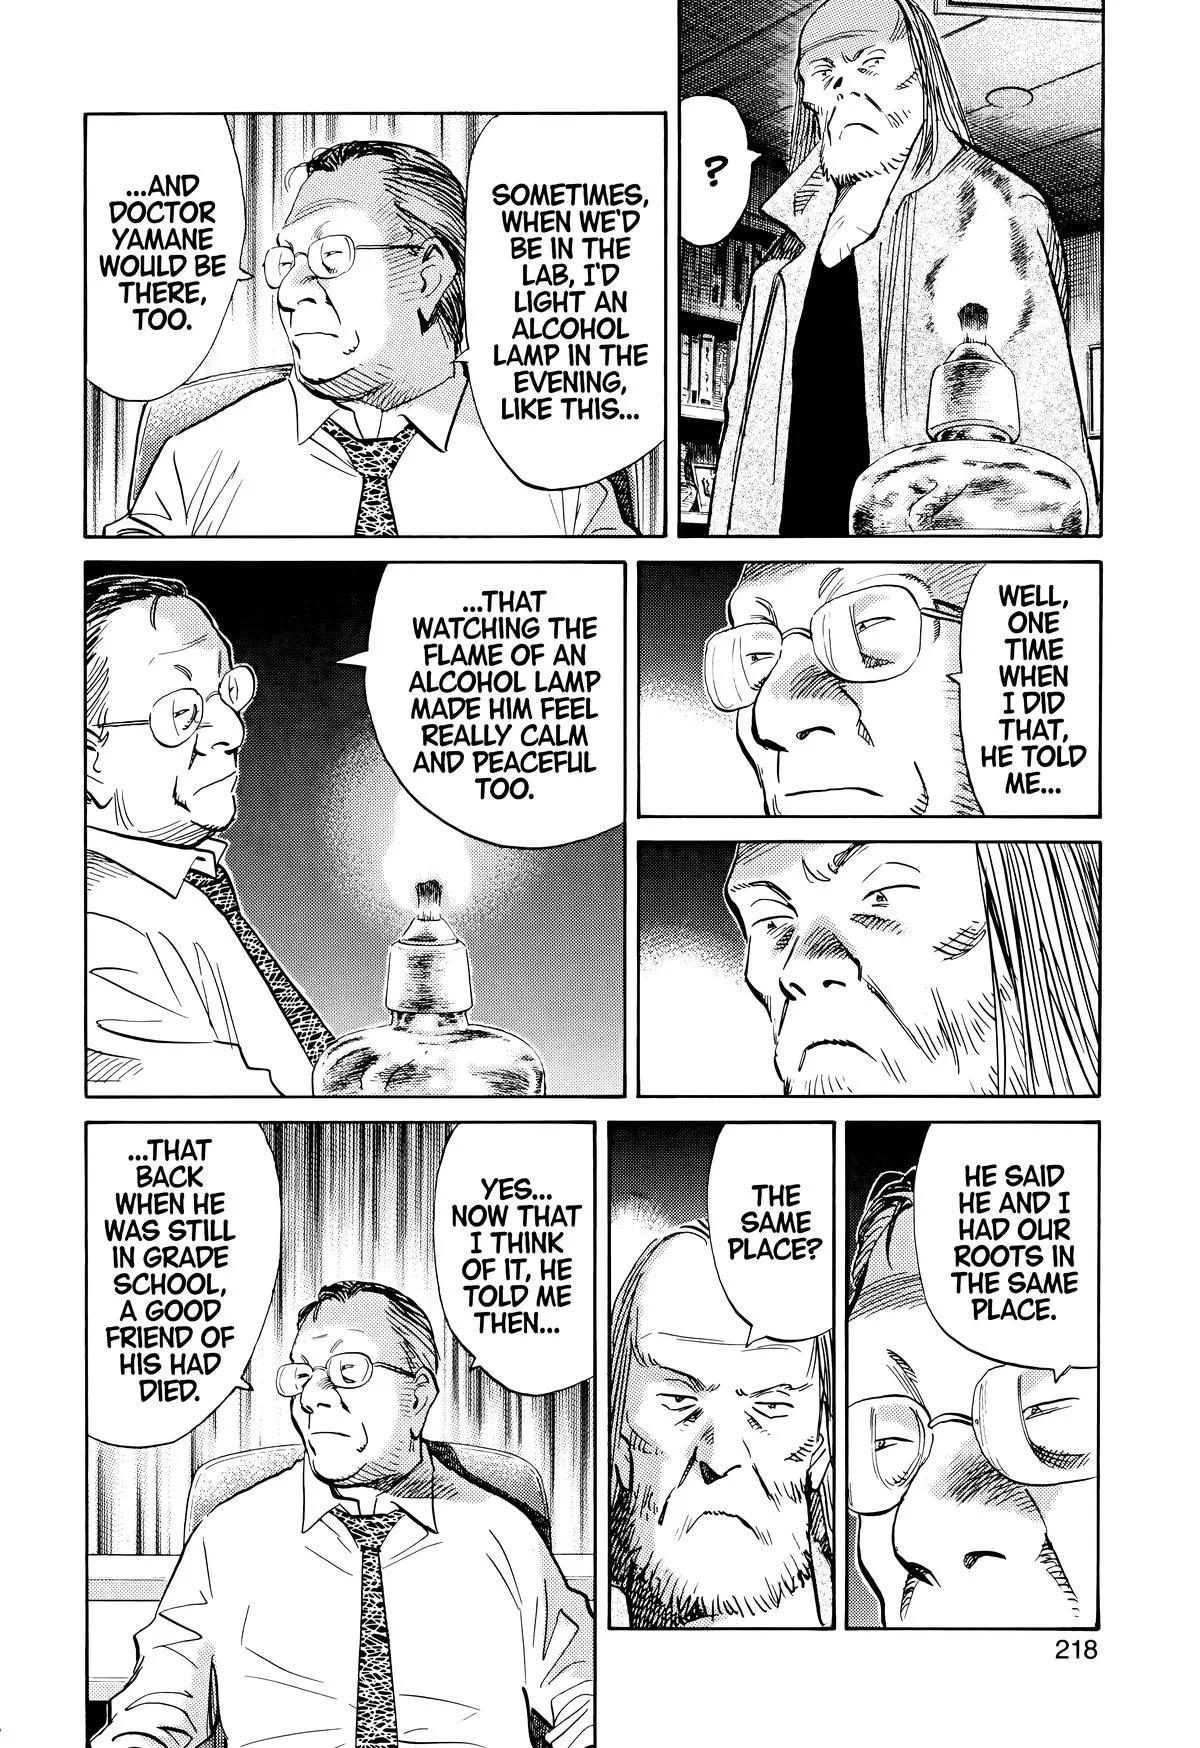 ?
SOMETIMES,
WHEN WE'D
BE IN THE
LAB, I'D
LIGHT AN
ALCOHOL
LAMP IN THE
EVENING,
LIKE THIS...
...AND
DOCTOR
YAMANE
WOULD BE
THERE,
TOO.
WELL,
ONE
TIME
WHEN
I DID
THAT,
HE TOLD
ME...
...THAT
WATCHING THE
FLAME OF AN
ALCOHOL LAMP
MADE HIM FEEL
REALLY CALM
AND PEACEFUL
TOO.
HE SAID
HE AND I
HAD OUR
ROOTS IN
THE SAME
PLACE.
THE
SAME
PLACE?
YES...
NOW THAT
I THINK
OF IT, HE
TOLD ME
THEN...
...THAT
BACK
WHEN HE
WAS STILL
IN GRADE
SCHOOL,
A GOOD
FRIEND OF
HIS HAD
DIED.
218